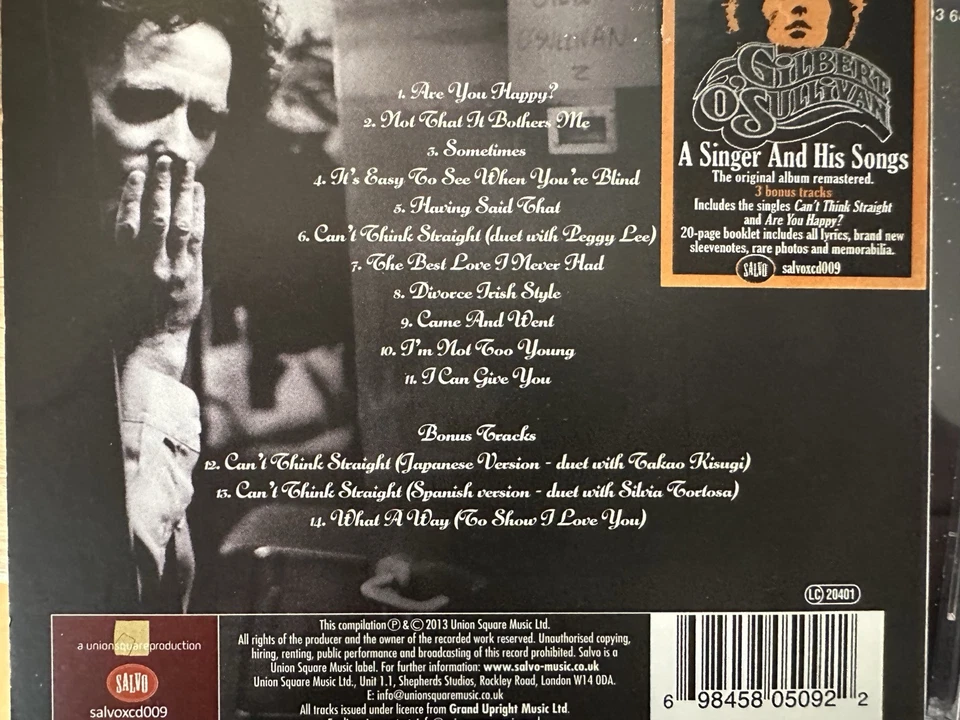 O'SULLIVAN
2
1. Are You Happy?
2. Not That It Bothers Me
3. Sometimes
4. It's Easy To See When You're Blind
5. Having Said That
6. Can't Think Straight (duet with Peggy Lee)
7. The Best Love I Never Had
8. Divorce Irish Style
9. Came And Went
10. I'm Not Too Young
11. I Can Give You
Bonus Tracks
12. Can't Think Straight (Japanese Version - duet with Takao Kisugi)
13. Can't Think Straight (Spanish version - duet with Silvia Tortosa)
14. What A Way (To Show I Love You)
GILBERT
O'SULLIVAN
A Singer And His Songs
The original album remastered.
3 bonus tracks
Includes the singles Can't Think Straight
and Are You Happy?
20-page booklet includes all lyrics, brand new
sleevenotes, rare photos and memorabilia.
SALVO salvoxcd009
LC 20401
a unionsquareproduction
SALVO
salvoxcd009
This compilation Ⓟ & © 2013 Union Square Music Ltd.
All rights of the producer and the owner of the recorded work reserved. Unauthorised copying,
hiring, renting, public performance and broadcasting of this record prohibited. Salvo is a
Union Square Music label. For further information: www.salvo-music.co.uk
Union Square Music Ltd., Unit 1.1, Shepherds Studios, Rockley Road, London W14 0DA.
E: info@unionsquaremusic.co.uk
All tracks issued under licence from Grand Upright Music Ltd.
6 98458 05092 2